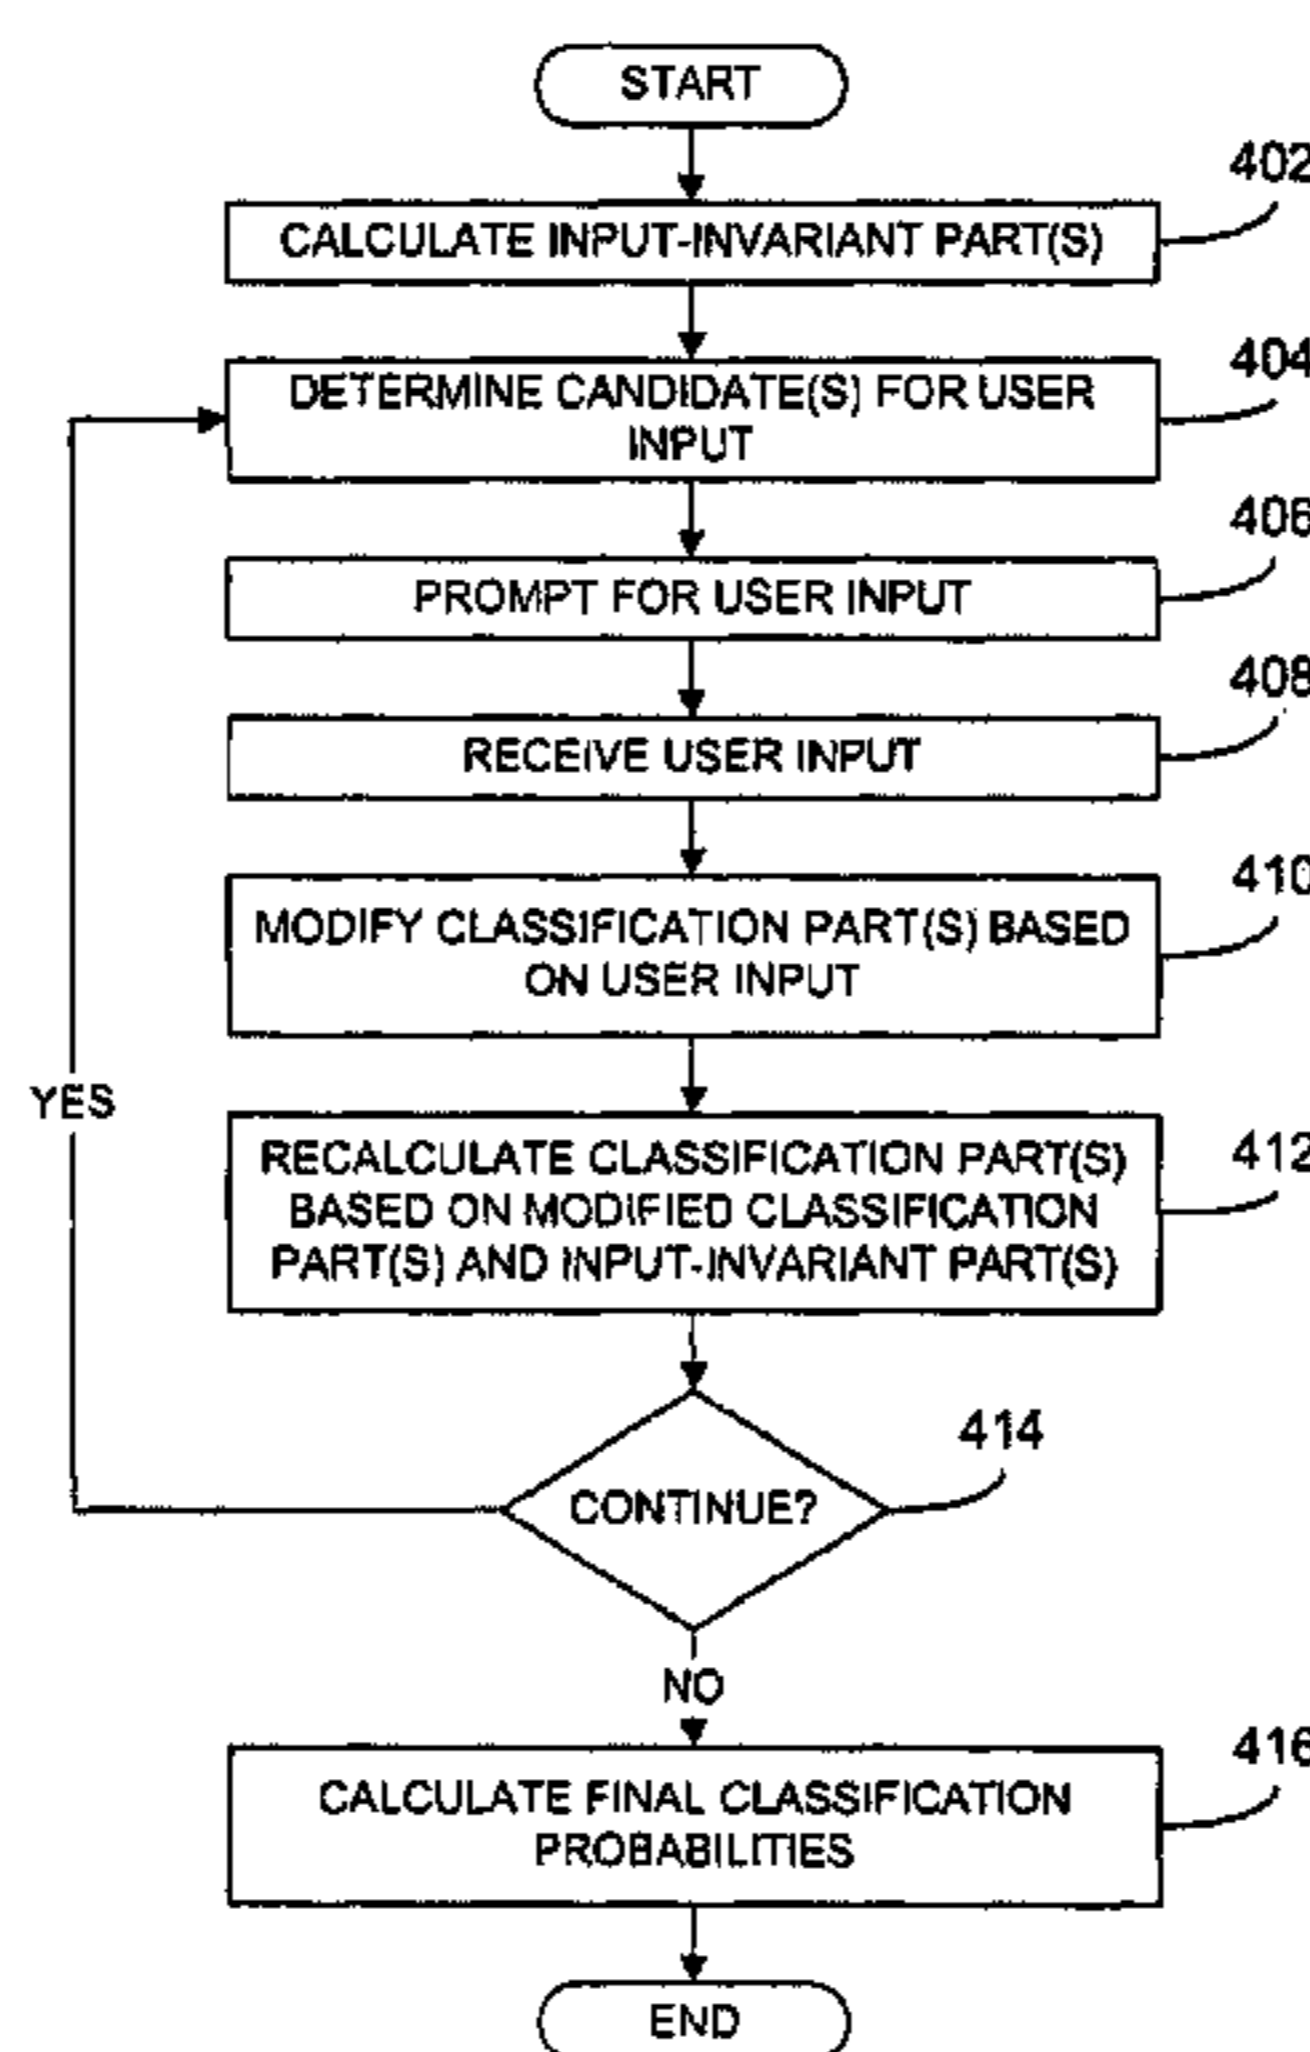 START
402
CALCULATE INPUT-INVARIANT PART(S)
404
DETERMINE CANDIDATE(S) FOR USER
INPUT
406
PROMPT FOR USER INPUT
408
RECEIVE USER INPUT
410
MODIFY CLASSIFICATION PART(S) BASED
ON USER INPUT
YES
412
RECALCULATE CLASSIFICATION PART(S)
BASED ON MODIFIED CLASSIFICATION
PART(S) AND INPUT-INVARIANT PART(S)
414
CONTINUE?
NO
416
CALCULATE FINAL CLASSIFICATION
PROBABILITIES
END